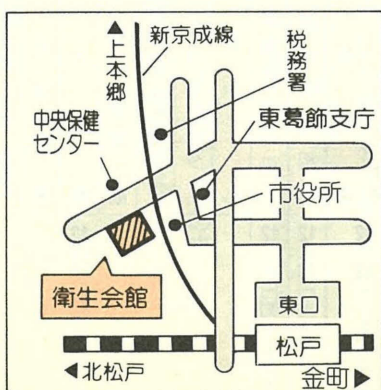 ▲上本郷
新京成線
税務署
中央保健
センター
東葛飾支庁
市役所
衛生会館
東口
松戸
◀北松戸
金町▶